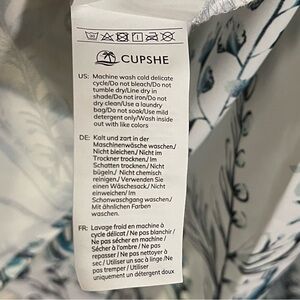 CUPSHE
US: Machine wash cold delicate
cycle/Do not bleach/Do not
tumble dry/Line dry in
shade/Do not iron/Do not
dry clean/Use a laundry
bag/Do not soak/Use mild
detergent only/Wash inside
out with like colors
DE: Kalt und zart in der
Maschinenwäsche waschen./
Nicht bleichen./ Nicht im
Trockner trocknen./ Im
Schatten trocknen./ Nicht
bügeln./ Nicht chemisch
reinigen./ Verwenden Sie
einen Wäschesack./ Nicht
einweichen/ Im
Schonwaschgang waschen./
Mit ähnlichen Farben
waschen.
FR: Lavage froid en machine à
cycle délicat / Ne pas blanchir /
Ne pas sécher en machine /
Sécher à l'ombre / Ne pas
repasser / Ne pas nettoyer à
sec / Utiliser un sac à linge /Ne
pas tremper / Utiliser
uniquement un détergent doux